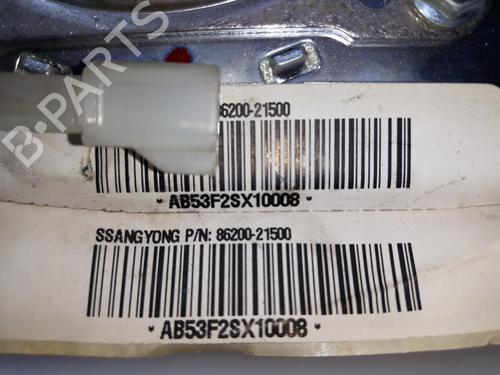 B-PARTS
86200-21500
* AB53F2SX10008 *
SSANGYONG P/N: 86200-21500
* AB53F2SX10008 *